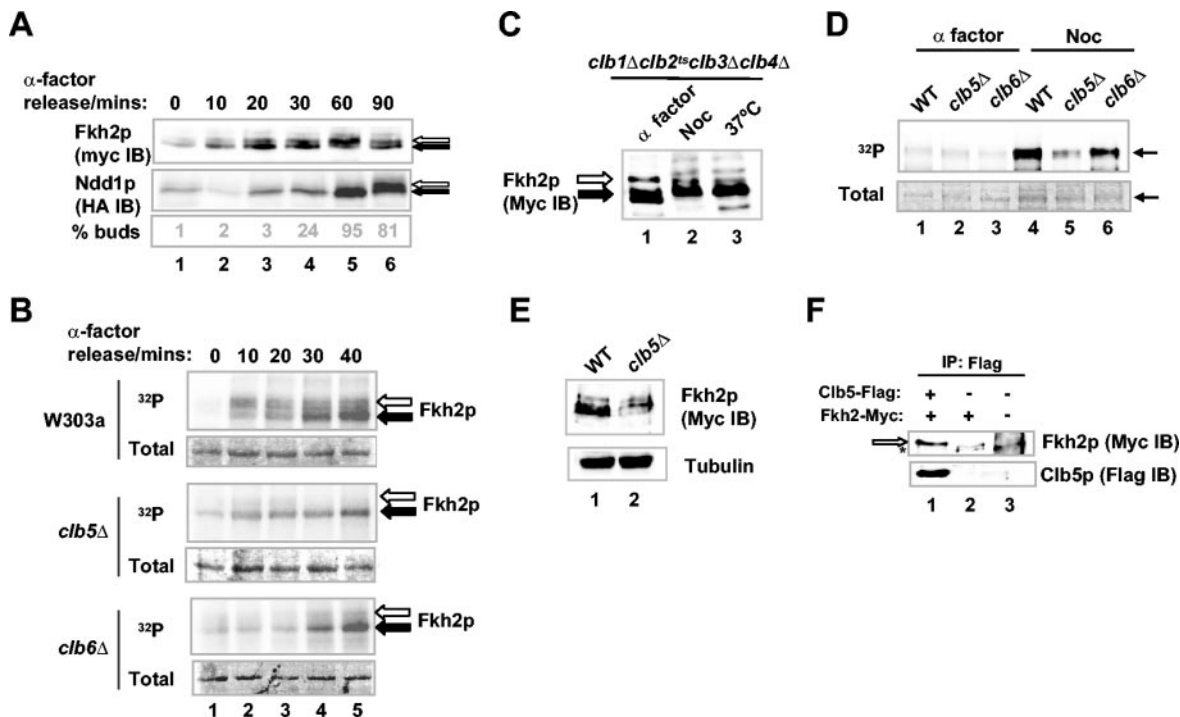 A
α-factor
release/mins: 0 10 20 30 60 90
Fkh2p
(myc IB)
Ndd1p
(HA IB)
% buds 1 2 3 24 95 81
1 2 3 4 5 6
B
α-factor
release/mins: 0 10 20 30 40
W303a
32P
Fkh2p
Total
clb5Δ
32P
Fkh2p
Total
clb6Δ
32P
Fkh2p
Total
1 2 3 4 5
C
clb1Δclb2tsclb3Δclb4Δ
α factor Noc 37ºC
Fkh2p
(Myc IB)
1 2 3
D
α factor Noc
WT clb5Δ clb6Δ WT clb5Δ clb6Δ
32P
Total
1 2 3 4 5 6
E
WT clb5Δ
Fkh2p
(Myc IB)
Tubulin
1 2
F
IP: Flag
Clb5-Flag: + - -
Fkh2-Myc: + + -
* Fkh2p (Myc IB)
Clb5p (Flag IB)
1 2 3